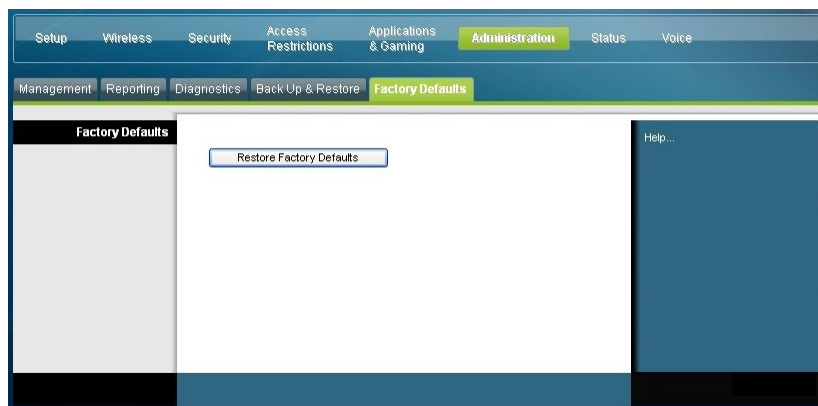 Setup Wireless Security Access Restrictions Applications & Gaming Administration Status Voice
Management Reporting Diagnostics Back Up & Restore Factory Defaults
Factory Defaults
Restore Factory Defaults
Help...